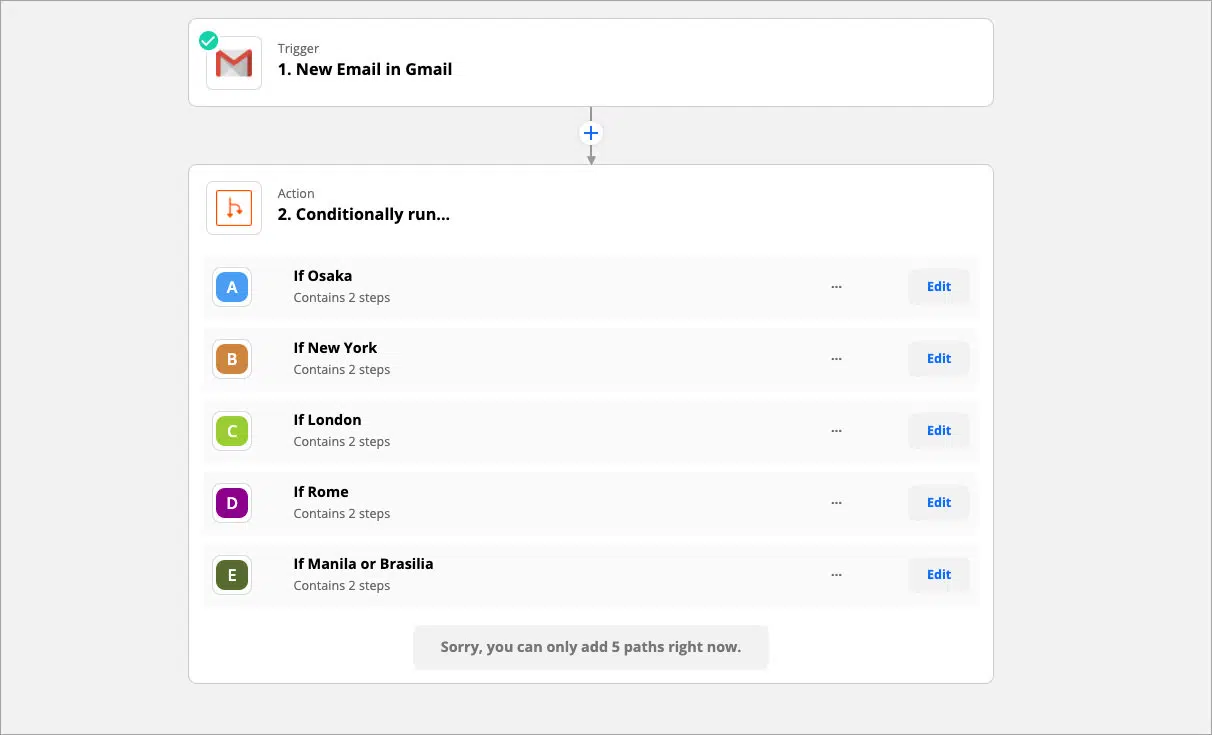 Trigger
1. New Email in Gmail
Action
2. Conditionally run...
A
If Osaka
Contains 2 steps
...
Edit
B
If New York
Contains 2 steps
...
Edit
C
If London
Contains 2 steps
...
Edit
D
If Rome
Contains 2 steps
...
Edit
E
If Manila or Brasilia
Contains 2 steps
...
Edit
Sorry, you can only add 5 paths right now.